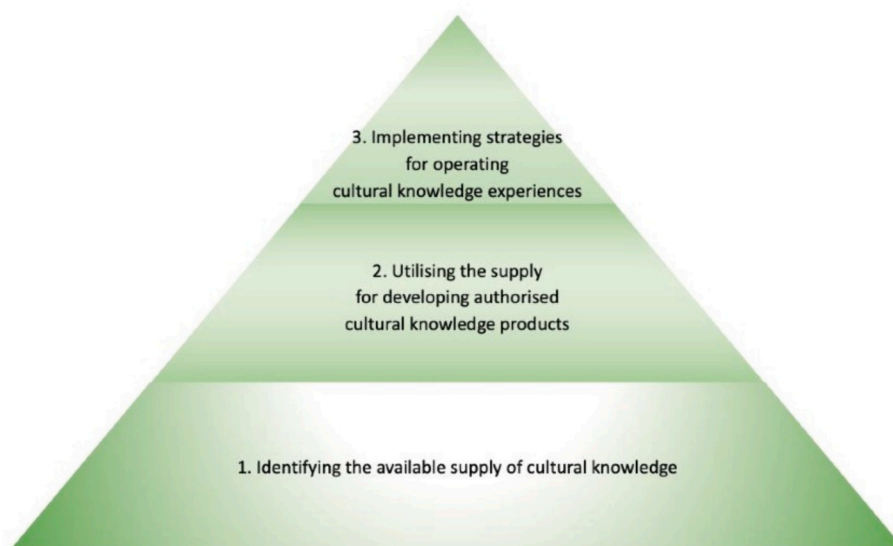 3. Implementing strategies
for operating
cultural knowledge experiences
2. Utilising the supply
for developing authorised
cultural knowledge products
1. Identifying the available supply of cultural knowledge